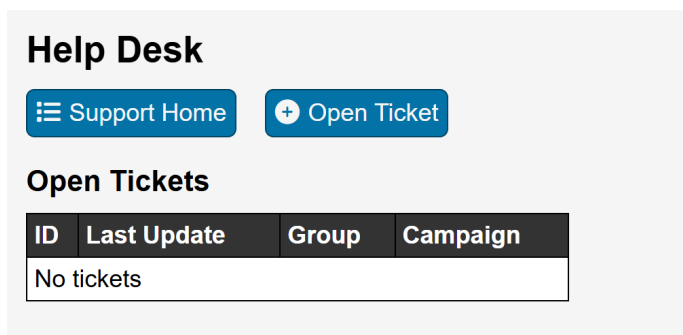 Help Desk
Support Home Open Ticket
Open Tickets
ID Last Update Group Campaign
No tickets